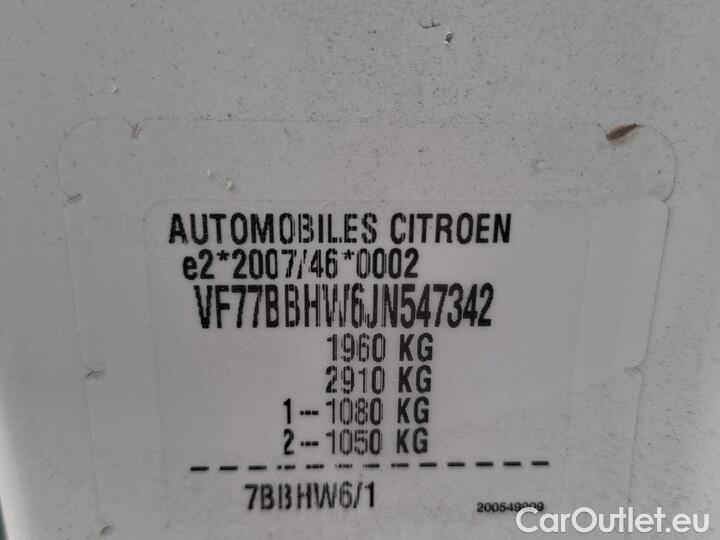 AUTOMOBILES CITROEN
e2*2007/46*0002
VF77BBHW6JN547342
1960 KG
2910 KG
1--1080 KG
2--1050 KG
7BBHW6/1
CarOutlet.eu